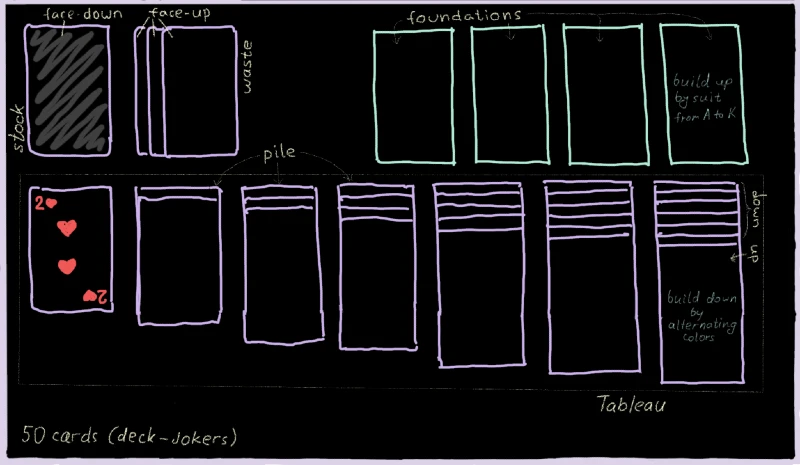 face-down
face-up
foundations
stock
waste
build up
by suit
from A to K
pile
2
2
down
up
build down
by
alternating
colors
Tableau
50 cards (deck-Jokers)